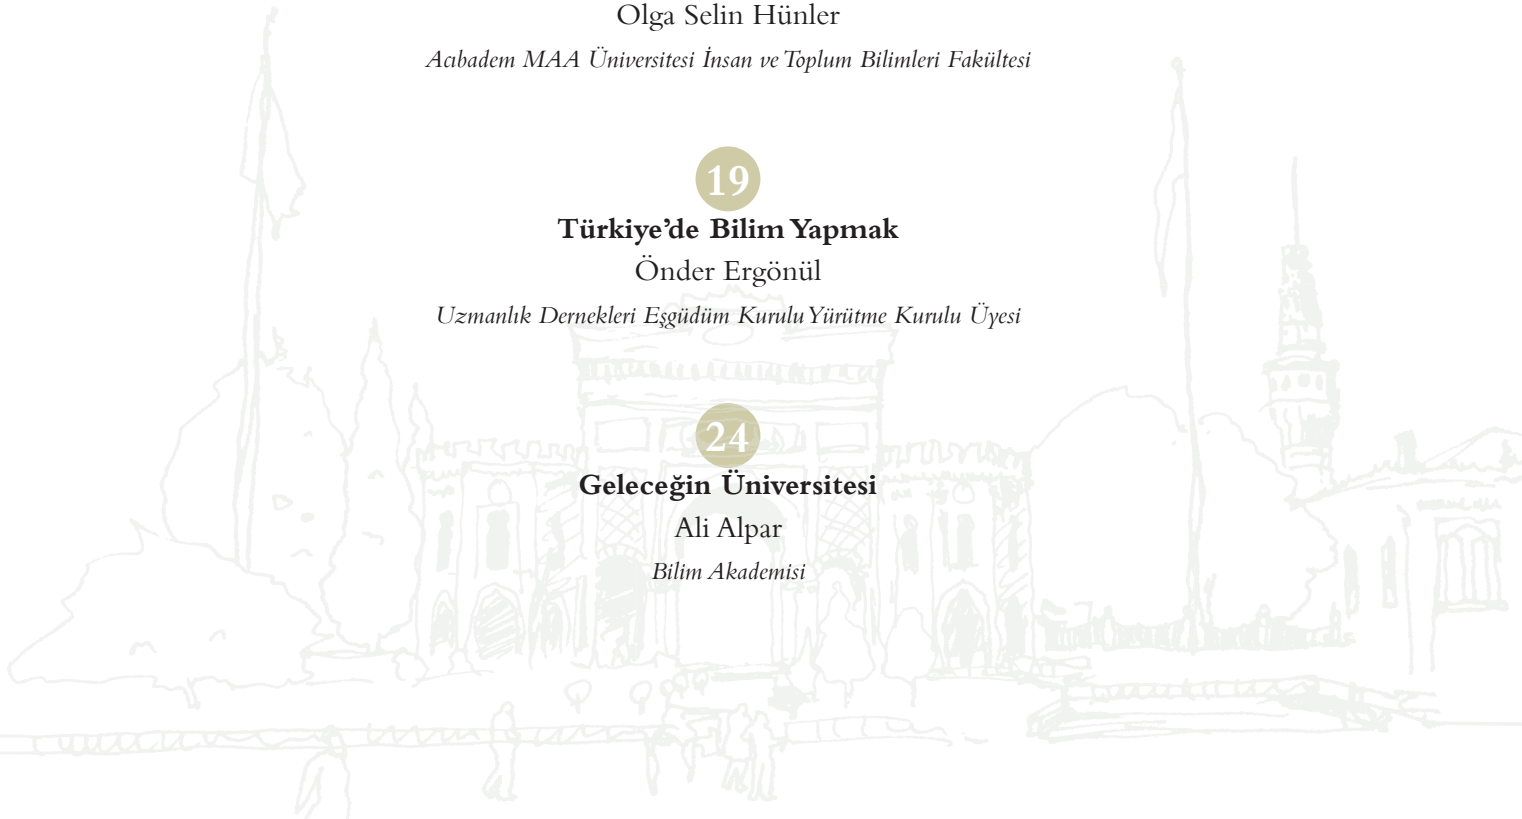 Olga Selin Hünler
Acıbadem MAA Üniversitesi İnsan ve Toplum Bilimleri Fakültesi
19
Türkiye’de Bilim Yapmak
Önder Ergönül
Uzmanlık Dernekleri Eşgüdüm Kurulu Yürütme Kurulu Üyesi
24
Geleceğin Üniversitesi
Ali Alpar
Bilim Akademisi